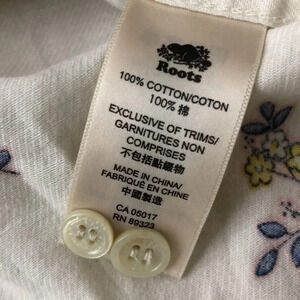 Roots
100% COTTON/COTON
100% 棉
EXCLUSIVE OF TRIMS/
GARNITURES NON
COMPRISES
不包括點綴物
MADE IN CHINA/
FABRIQUÉ EN CHINE
中國製造
CA 05017
RN 89323